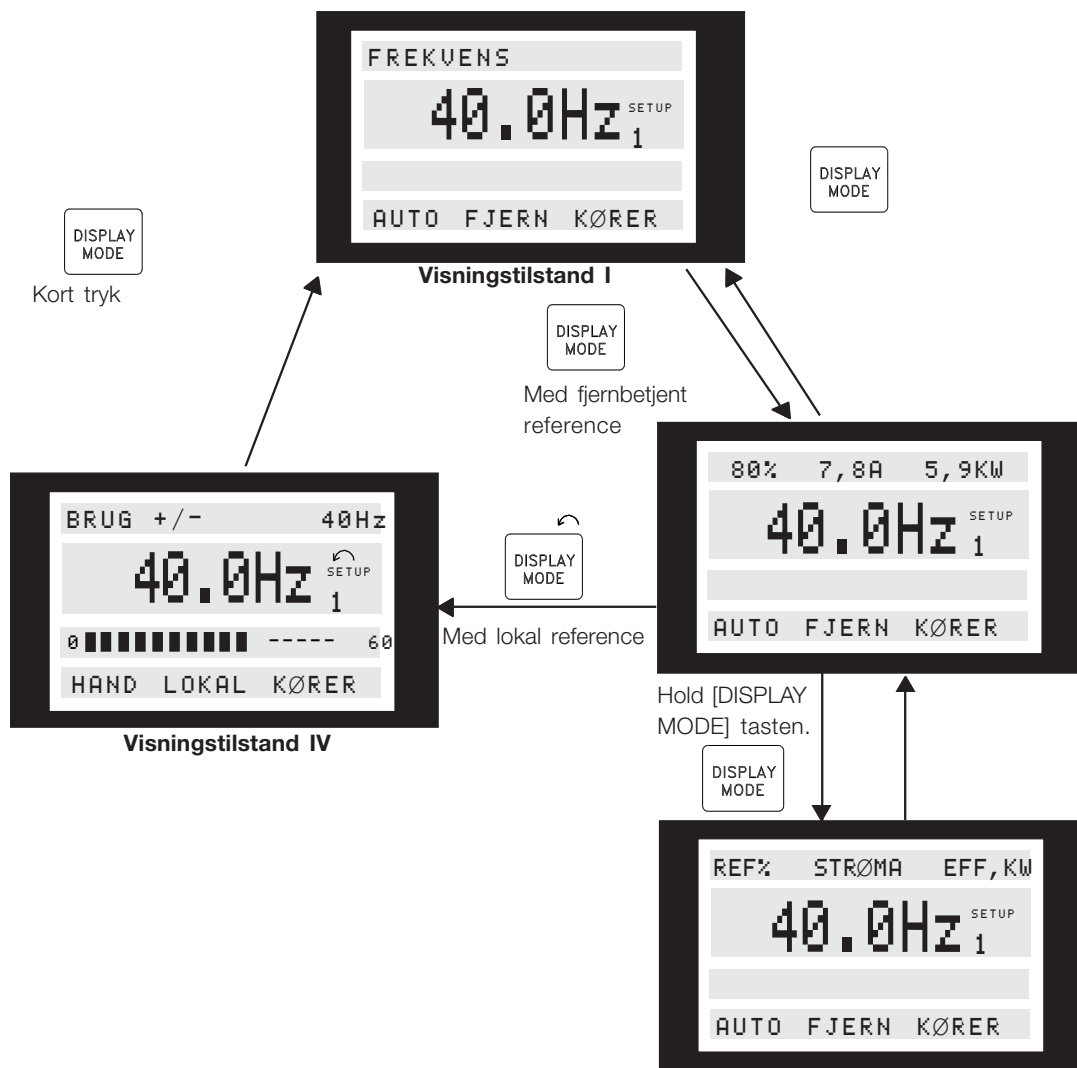 FREKVENS
40.0Hz SETUP 1
AUTO FJERN KØRER
Visningstilstand I
DISPLAY
MODE
DISPLAY
MODE
Kort tryk
DISPLAY
MODE
Med fjernbetjent
reference
80% 7,8A 5,9KW
40.0Hz SETUP 1
AUTO FJERN KØRER
BRUG +/- 40Hz
40.0Hz SETUP 1
0 ----- 60
HAND LOKAL KØRER
Visningstilstand IV
DISPLAY
MODE
Med lokal reference
Hold [DISPLAY
MODE] tasten.
DISPLAY
MODE
REF% STRØMA EFF,KW
40.0Hz SETUP 1
AUTO FJERN KØRER